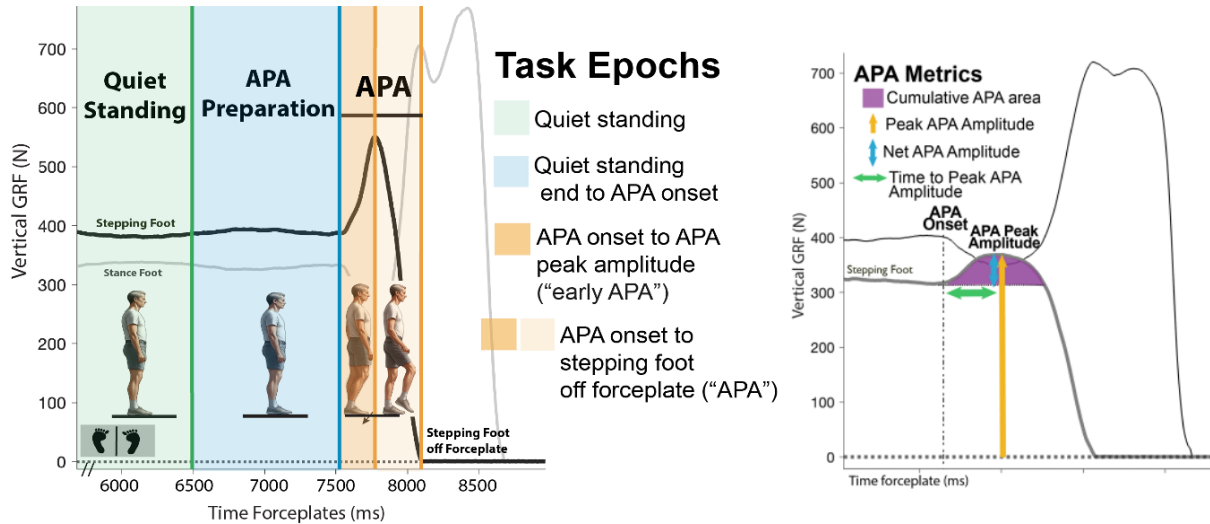 Quiet
Standing
APA
Preparation
APA
Vertical GRF (N)
700
600
500
400
300
200
100
0
Stepping Foot
Stance Foot
Stepping Foot
off Forceplate
6000
6500
7000
7500
8000
8500
Time Forceplates (ms)
Task Epochs
Quiet standing
Quiet standing
end to APA onset
APA onset to APA
peak amplitude
(“early APA”)
APA onset to
stepping foot
off forceplate (“APA”)
APA Metrics
Cumulative APA area
Peak APA Amplitude
Net APA Amplitude
Time to Peak APA
Amplitude
APA
Onset
APA Peak
Amplitude
Stepping Foot
Vertical GRF (N)
700
600
500
400
300
200
100
0
Time forceplate (ms)